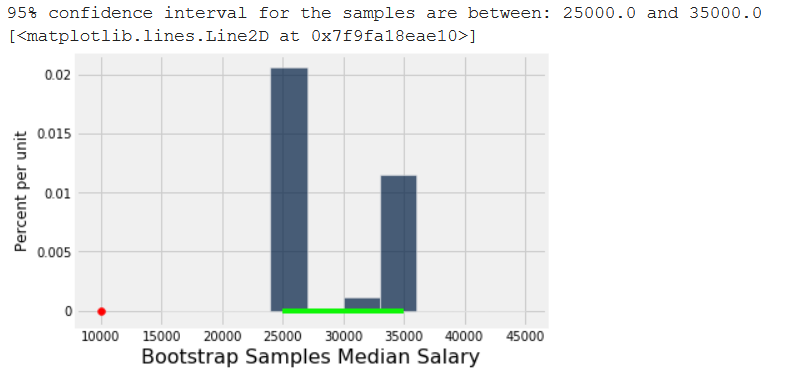 95% confidence interval for the samples are between: 25000.0 and 35000.0
[<matplotlib.lines.Line2D at 0x7f9fa18eae10>]
0.02
0.015
0.01
0.005
0
Percent per unit
10000 15000 20000 25000 30000 35000 40000 45000
Bootstrap Samples Median Salary